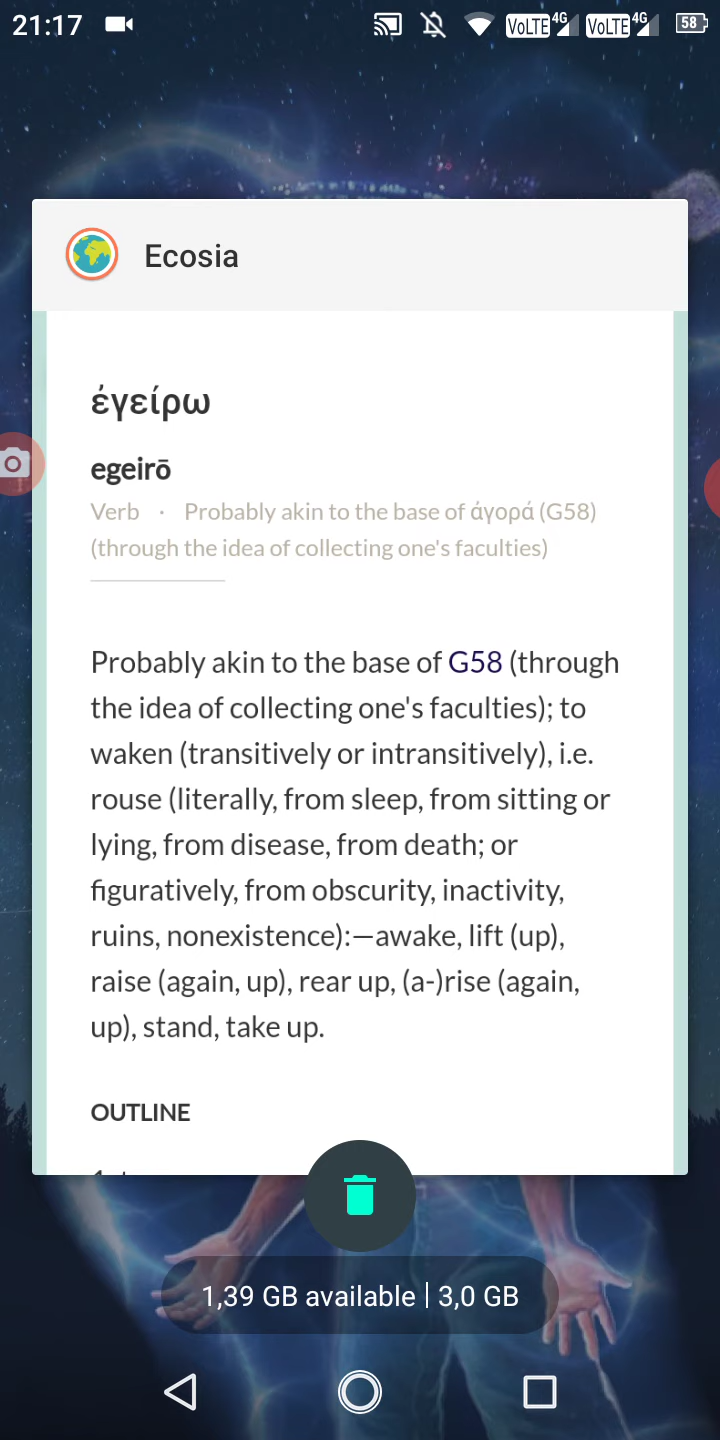 21:17
VoLTE 4G VoLTE 4G 58
Ecosia
ἐγείρω
egeirō
Verb · Probably akin to the base of ἀγορά (G58)
(through the idea of collecting one's faculties)
Probably akin to the base of G58 (through
the idea of collecting one's faculties); to
waken (transitively or intransitively), i.e.
rouse (literally, from sleep, from sitting or
lying, from disease, from death; or
figuratively, from obscurity, inactivity,
ruins, nonexistence):—awake, lift (up),
raise (again, up), rear up, (a-)rise (again,
up), stand, take up.
OUTLINE
1,39 GB available | 3,0 GB